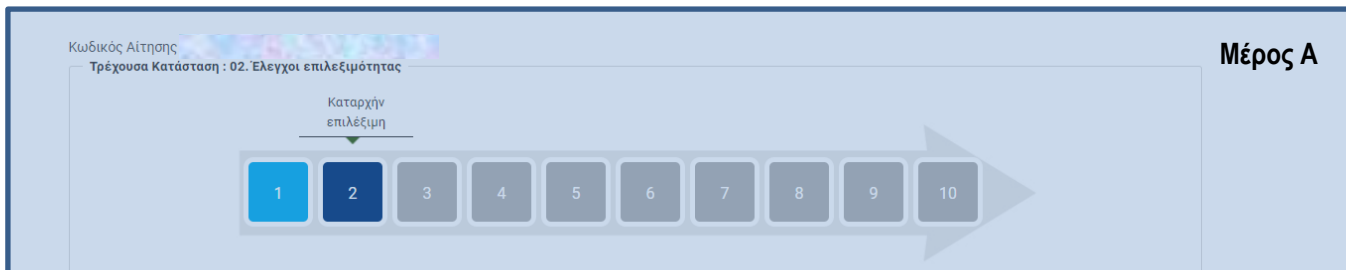 Κωδικός Αίτησης
Μέρος Α
Τρέχουσα Κατάσταση : 02. Έλεγχοι επιλεξιμότητας
Καταρχήν
επιλέξιμη
1 2 3 4 5 6 7 8 9 10